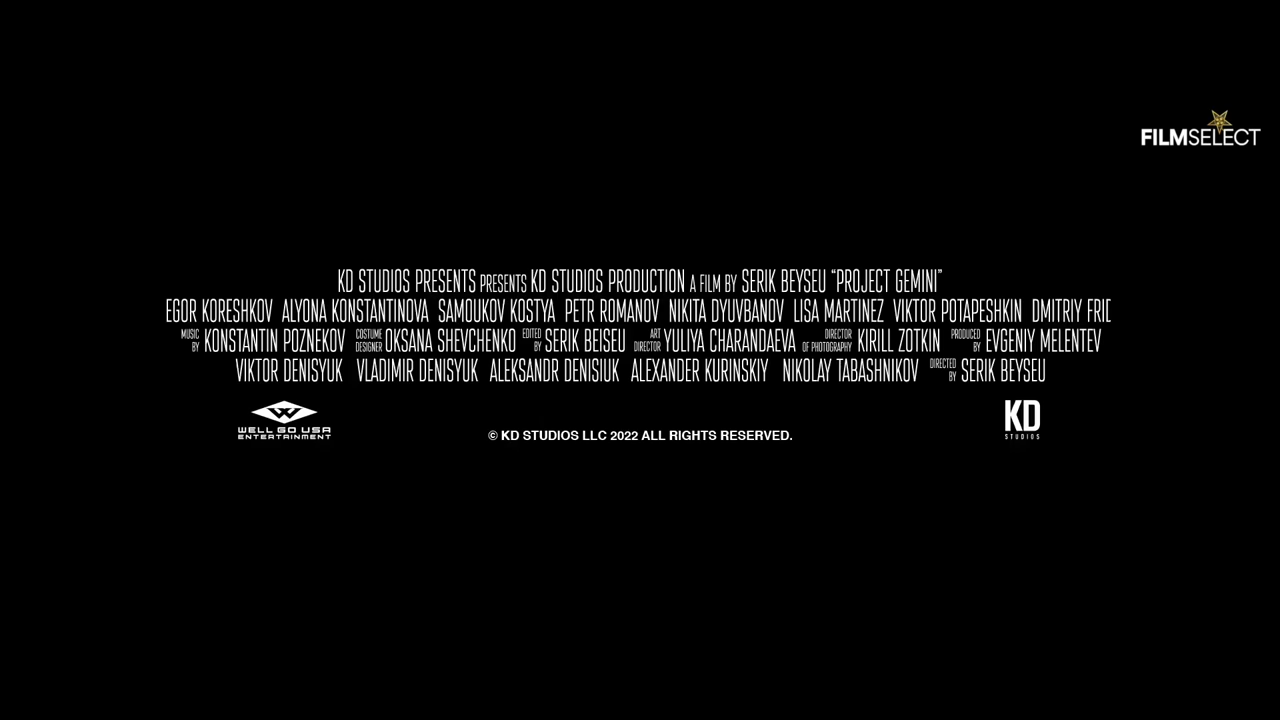 FILMSELECT
KD STUDIOS PRESENTS PRESENTS KD STUDIOS PRODUCTION A FILM BY SERIK BEYSEU “PROJECT GEMINI”
EGOR KORESHKOV ALYONA KONSTANTINOVA SAMOUKOV KOSTYA PETR ROMANOV NIKITA DYUVBANOV LISA MARTINEZ VIKTOR POTAPESHKIN DMITRIY FRID
MUSIC BY KONSTANTIN POZNEKOV COSTUME DESIGNER OKSANA SHEVCHENKO EDITED BY SERIK BEISEU ART DIRECTOR YULIYA CHARANDAEVA DIRECTOR OF PHOTOGRAPHY KIRILL ZOTKIN PRODUCED BY EVGENIY MELENTEV
VIKTOR DENISYUK VLADIMIR DENISYUK ALEKSANDR DENISIUK ALEXANDER KURINSKIY NIKOLAY TABASHNIKOV DIRECTED BY SERIK BEYSEU
WELL GO USA
ENTERTAINMENT
© KD STUDIOS LLC 2022 ALL RIGHTS RESERVED.
KD
STUDIOS